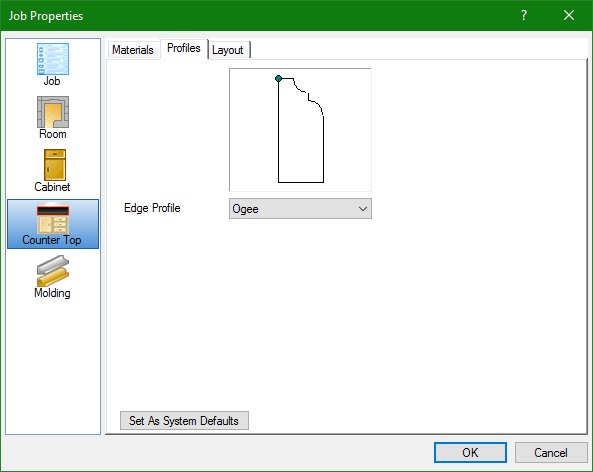 Job Properties
?
Job
Room
Cabinet
Counter Top
Molding
Materials
Profiles
Layout
Edge Profile
Ogee
Set As System Defaults
OK
Cancel